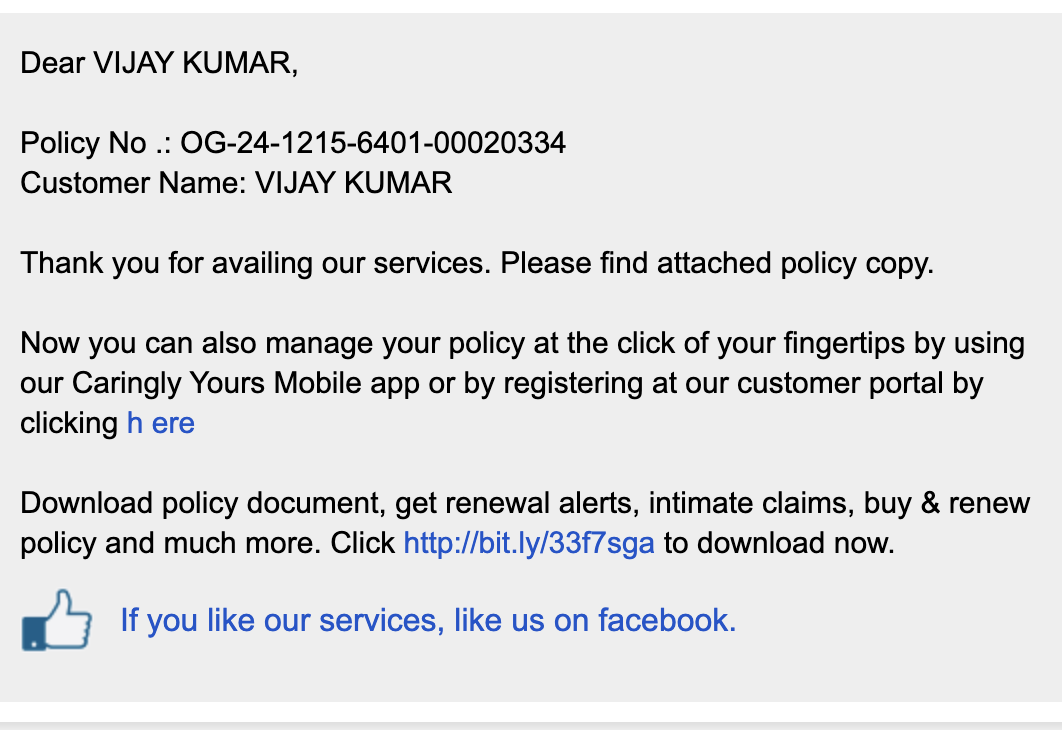 Dear VIJAY KUMAR,
Policy No .: OG-24-1215-6401-00020334
Customer Name: VIJAY KUMAR
Thank you for availing our services. Please find attached policy copy.
Now you can also manage your policy at the click of your fingertips by using
our Caringly Yours Mobile app or by registering at our customer portal by
clicking h ere
Download policy document, get renewal alerts, intimate claims, buy & renew
policy and much more. Click http://bit.ly/33f7sga to download now.
If you like our services, like us on facebook.